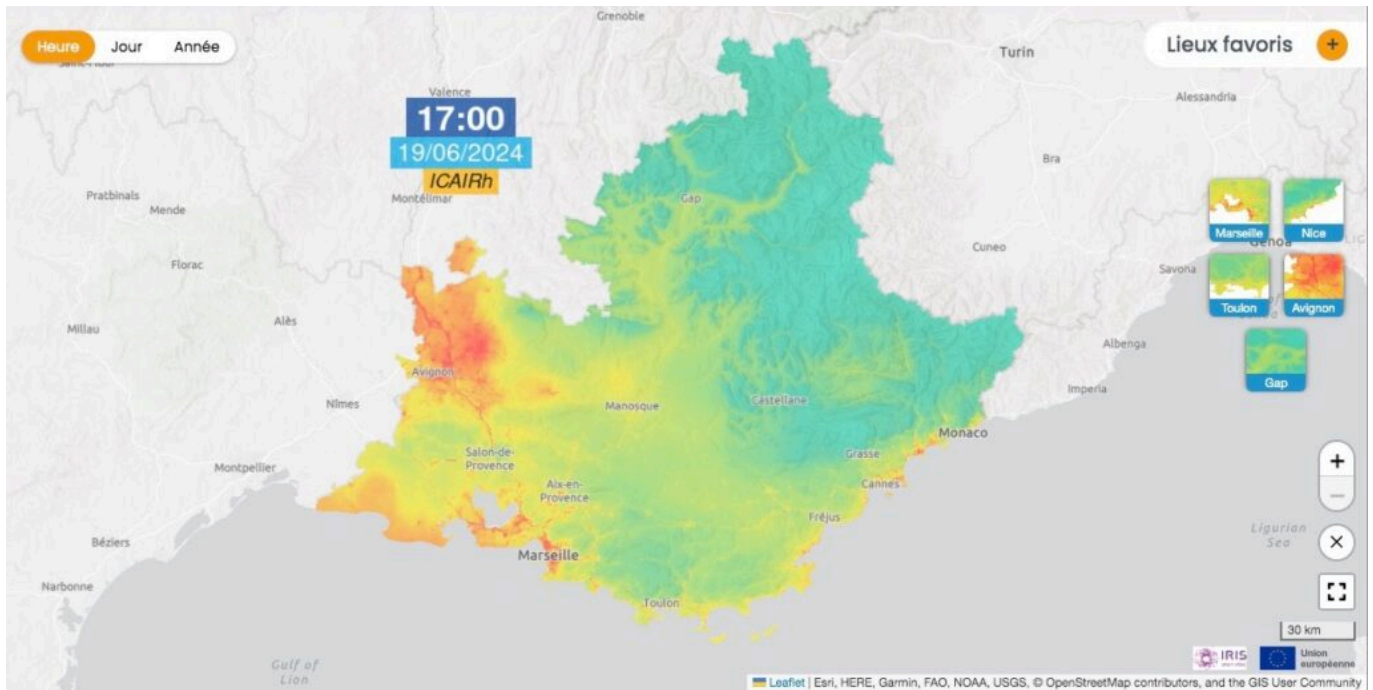 Heure Jour Année
Lieux favoris +
Grenoble
Turin
Valence
Alessandria
17:00
19/06/2024
ICAIRh
Bra
Montélimar
Pratbinals
Mende
Gap
Cuneo
Marseille
Nice
Genoa
Florac
Savona
Toulon
Avignon
Millau
Alès
Albenga
Avignon
Gap
Imperia
Nîmes
Manosque
Castellane
Monaco
Salon-de-
Provence
Grasse
Montpellier
Aix-en-
Provence
Cannes
+
−
Fréjus
Ligurian
Sea
Béziers
Marseille
Narbonne
Toulon
30 km
IRIS
Union
européenne
Gulf of
Lion
Leaflet | Esri, HERE, Garmin, FAO, NOAA, USGS, © OpenStreetMap contributors, and the GIS User Community